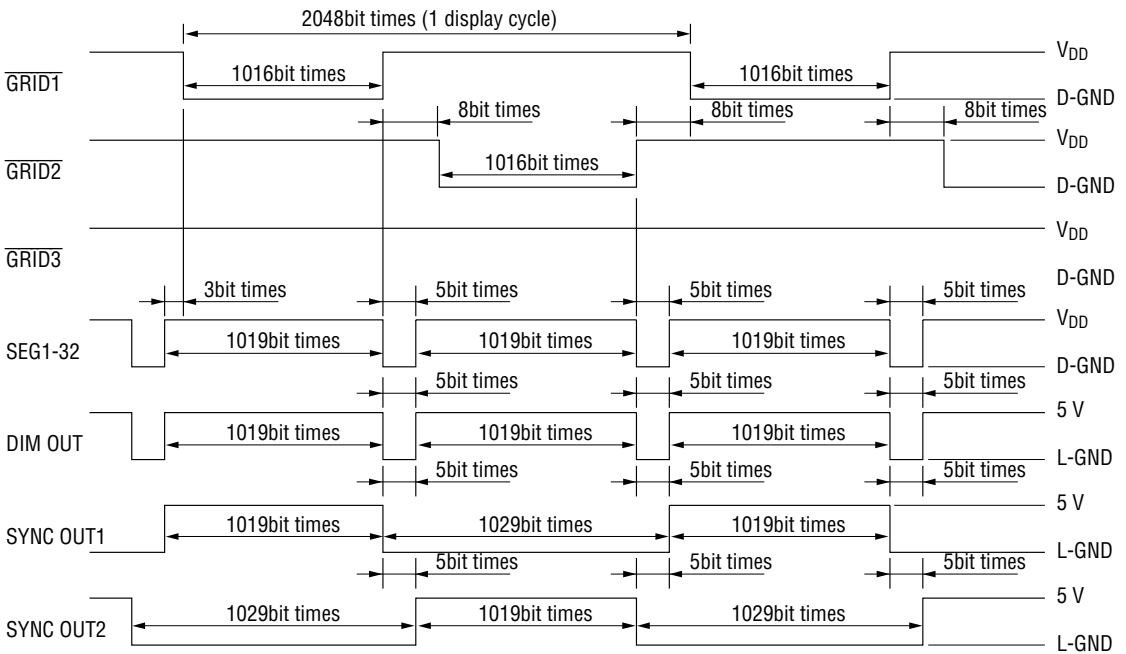 2048bit times (1 display cycle)
GRID1
1016bit times
1016bit times
VDD
D-GND
8bit times
8bit times
8bit times
GRID2
1016bit times
VDD
D-GND
GRID3
VDD
D-GND
3bit times
5bit times
5bit times
5bit times
SEG1-32
1019bit times
1019bit times
1019bit times
VDD
D-GND
5bit times
5bit times
5bit times
DIM OUT
1019bit times
1019bit times
1019bit times
5 V
L-GND
5bit times
5bit times
5bit times
SYNC OUT1
1019bit times
1029bit times
1019bit times
5 V
L-GND
5bit times
5bit times
5bit times
SYNC OUT2
1029bit times
1019bit times
1029bit times
5 V
L-GND